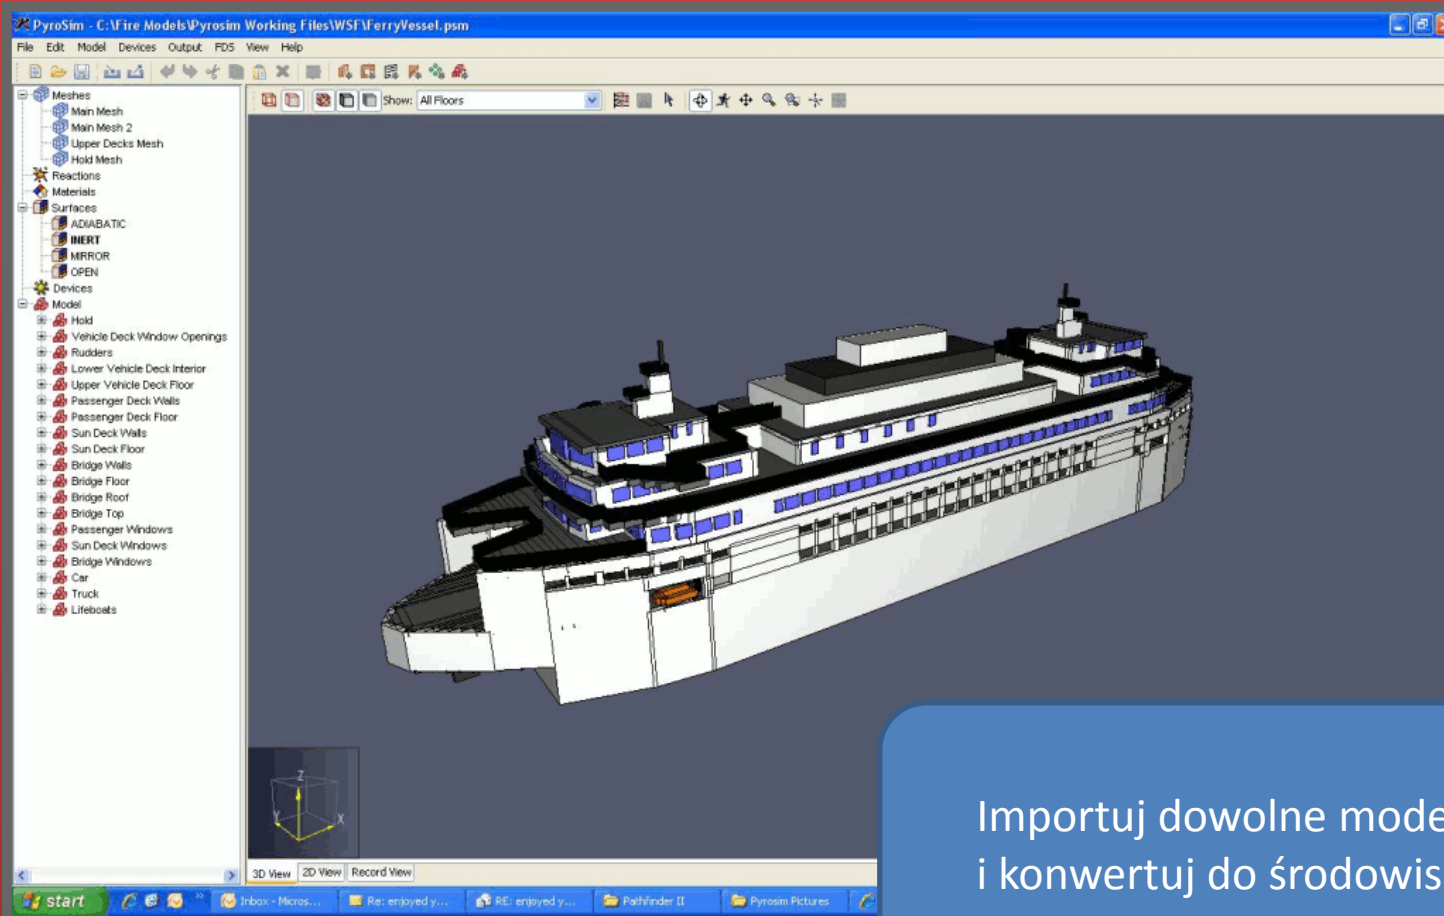 PyroSim - C:\Fire Models\Pyrosim Working Files\WSF\FerryVessel.psm
File Edit Model Devices Output FDS View Help
Show: All Floors
Meshes
Main Mesh
Main Mesh 2
Upper Decks Mesh
Hold Mesh
Reactions
Materials
Surfaces
ADIABATIC
INERT
MIRROR
OPEN
Devices
Model
Hold
Vehicle Deck Window Openings
Rudders
Lower Vehicle Deck Interior
Upper Vehicle Deck Floor
Passenger Deck Walls
Passenger Deck Floor
Sun Deck Walls
Sun Deck Floor
Bridge Walls
Bridge Floor
Bridge Roof
Bridge Top
Passenger Windows
Sun Deck Windows
Bridge Windows
Car
Truck
Lifeboats
Z
Y
X
3D View 2D View Record View
Importuj dowolne mode
i konwertuj do środowis
start
Inbox - Micros... Re: enjoyed y... RE: enjoyed y... Pathfinder II Pyrosim Pictures